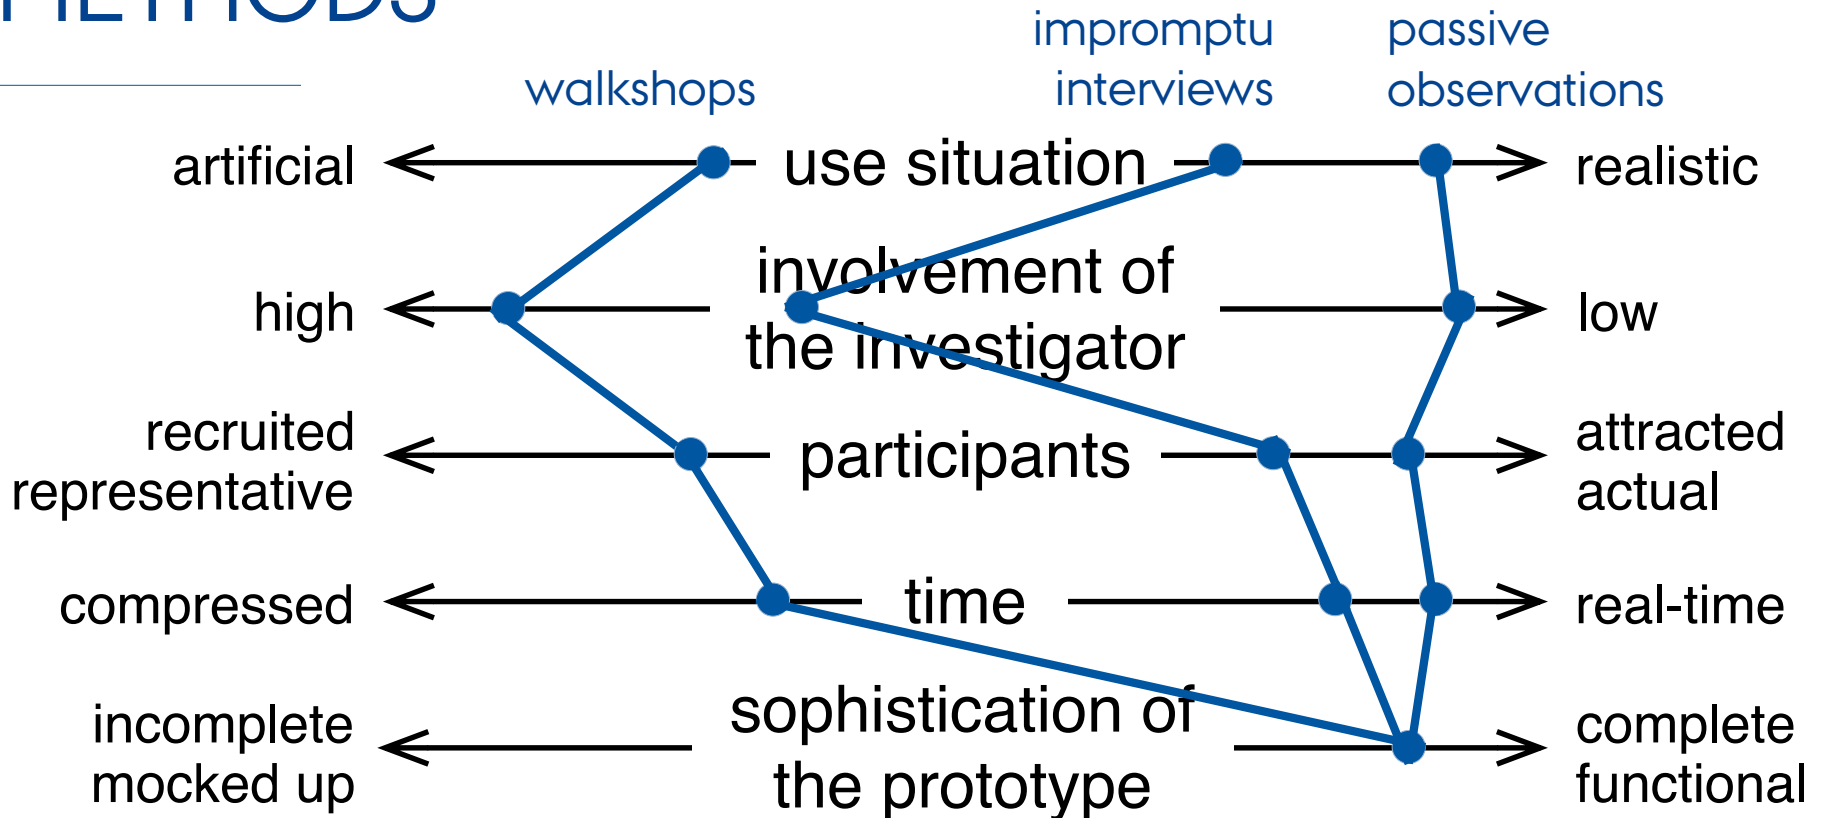 METHODS
impromptu
interviews
passive
observations
walkshops
artificial
use situation
realistic
high
involvement of
the investigator
low
recruited
representative
participants
attracted
actual
compressed
time
real-time
incomplete
mocked up
sophistication of
the prototype
complete
functional